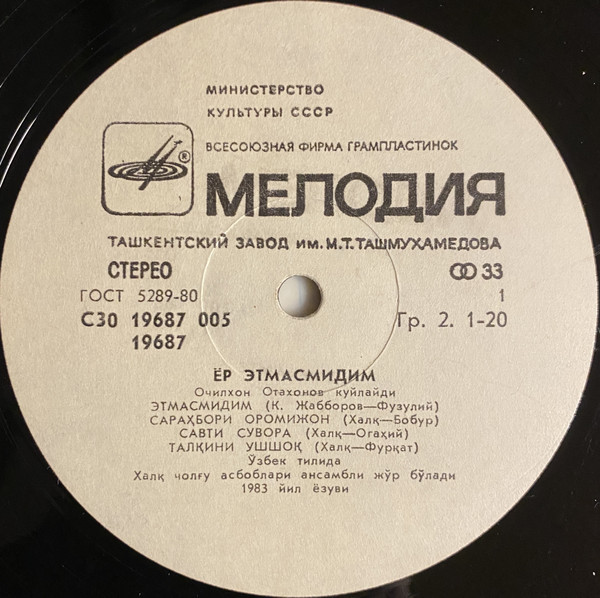 МИНИСТЕРСТВО
КУЛЬТУРЫ СССР
ВСЕСОЮЗНАЯ ФИРМА ГРАМПЛАСТИНОК
®
МЕЛОДИЯ
ТАШКЕНТСКИЙ ЗАВОД им. М.Т. ТАШМУХАМЕДОВА
СТЕРЕО 33
ГОСТ 5289-80 1
С30 19687 005 Гр. 2. 1-20
19687
ЁР ЭТМАСМИДИМ
Очилхон Отахонов куйлайди
ЭТМАСМИДИМ (К. Жабборов—Фузулий)
САРАҲБОРИ ОРОМИЖОН (Халқ—Бобур)
САВТИ СУВОРА (Халқ—Огаҳий)
ТАЛҚИНИ УШШОҚ (Халқ—Фурқат)
Ўзбек тилида
Халқ чолғу асбоблари ансамбли жўр бўлади
1983 йил ёзуви